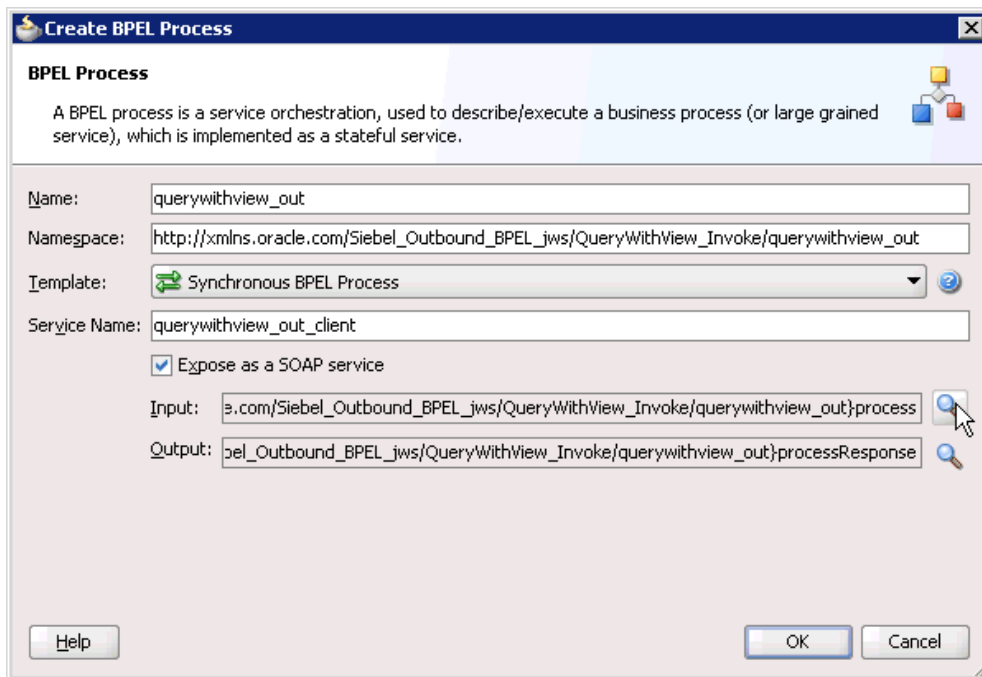 Create BPEL Process
BPEL Process
A BPEL process is a service orchestration, used to describe/execute a business process (or large grained
service), which is implemented as a stateful service.
Name: querywithview_out
Namespace: http://xmlns.oracle.com/Siebel_Outbound_BPEL_jws/QueryWithView_Invoke/querywithview_out
Template: Synchronous BPEL Process
Service Name: querywithview_out_client
Expose as a SOAP service
Input: e.com/Siebel_Outbound_BPEL_jws/QueryWithView_Invoke/querywithview_out}process
Output: bel_Outbound_BPEL_jws/QueryWithView_Invoke/querywithview_out}processResponse
Help OK Cancel